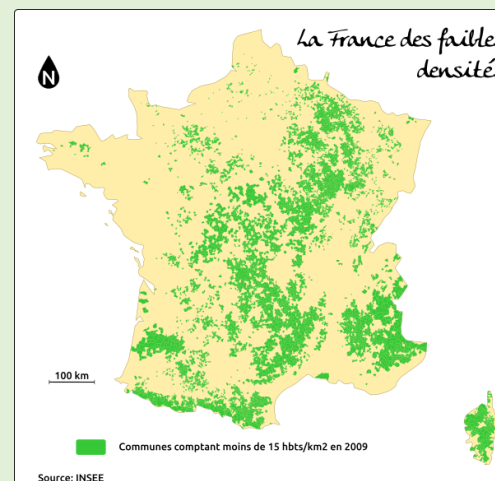 La France des faible
densité
N
100 km
Communes comptant moins de 15 hbts/km2 en 2009
Source: INSEE